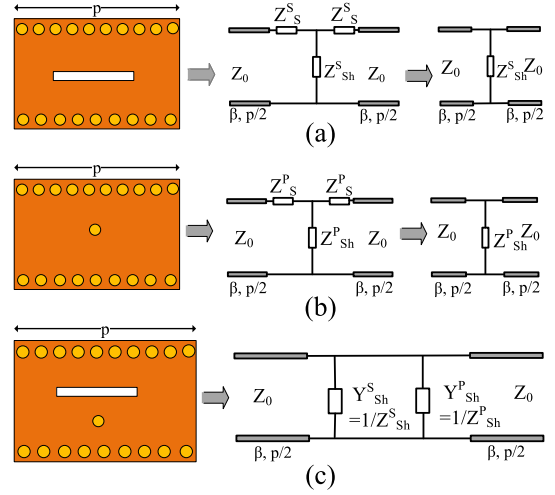 p
Z^S_S Z^S_S
Z_0 Z^S_Sh Z_0
β, p/2 β, p/2
Z_0 Z^S_Sh Z_0
β, p/2 β, p/2
(a)
p
Z^P_S Z^P_S
Z_0 Z^P_Sh Z_0
β, p/2 β, p/2
Z_0 Z^P_Sh Z_0
β, p/2 β, p/2
(b)
p
Z_0 Y^S_Sh Y^P_Sh Z_0
=1/Z^S_Sh =1/Z^P_Sh
β, p/2 β, p/2
(c)